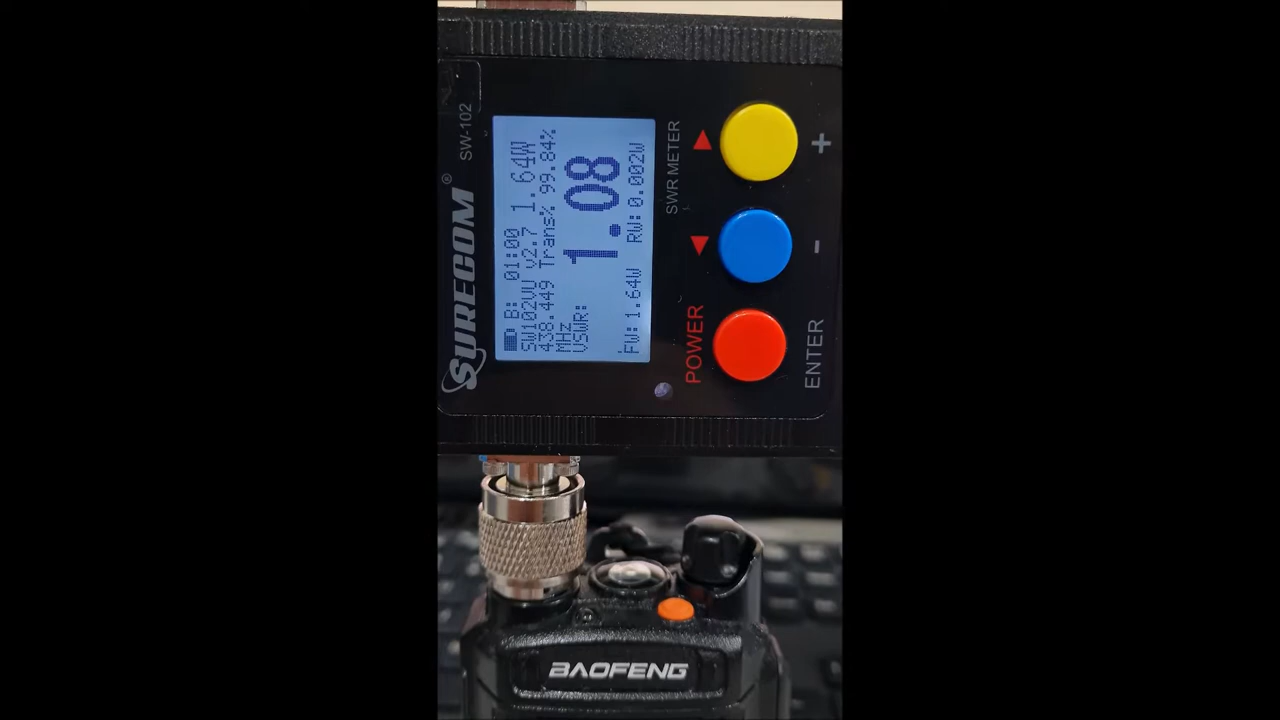 SURECOM®
SW-102
B: 01:00
SW102VU v2.7 1.64W
438.449 Trans% 99.84%
MHz
VSWR:
1.08
FW: 1.64W RW: 0.002W
SWR METER
POWER
▲
▼
+
-
ENTER
BAOFENG